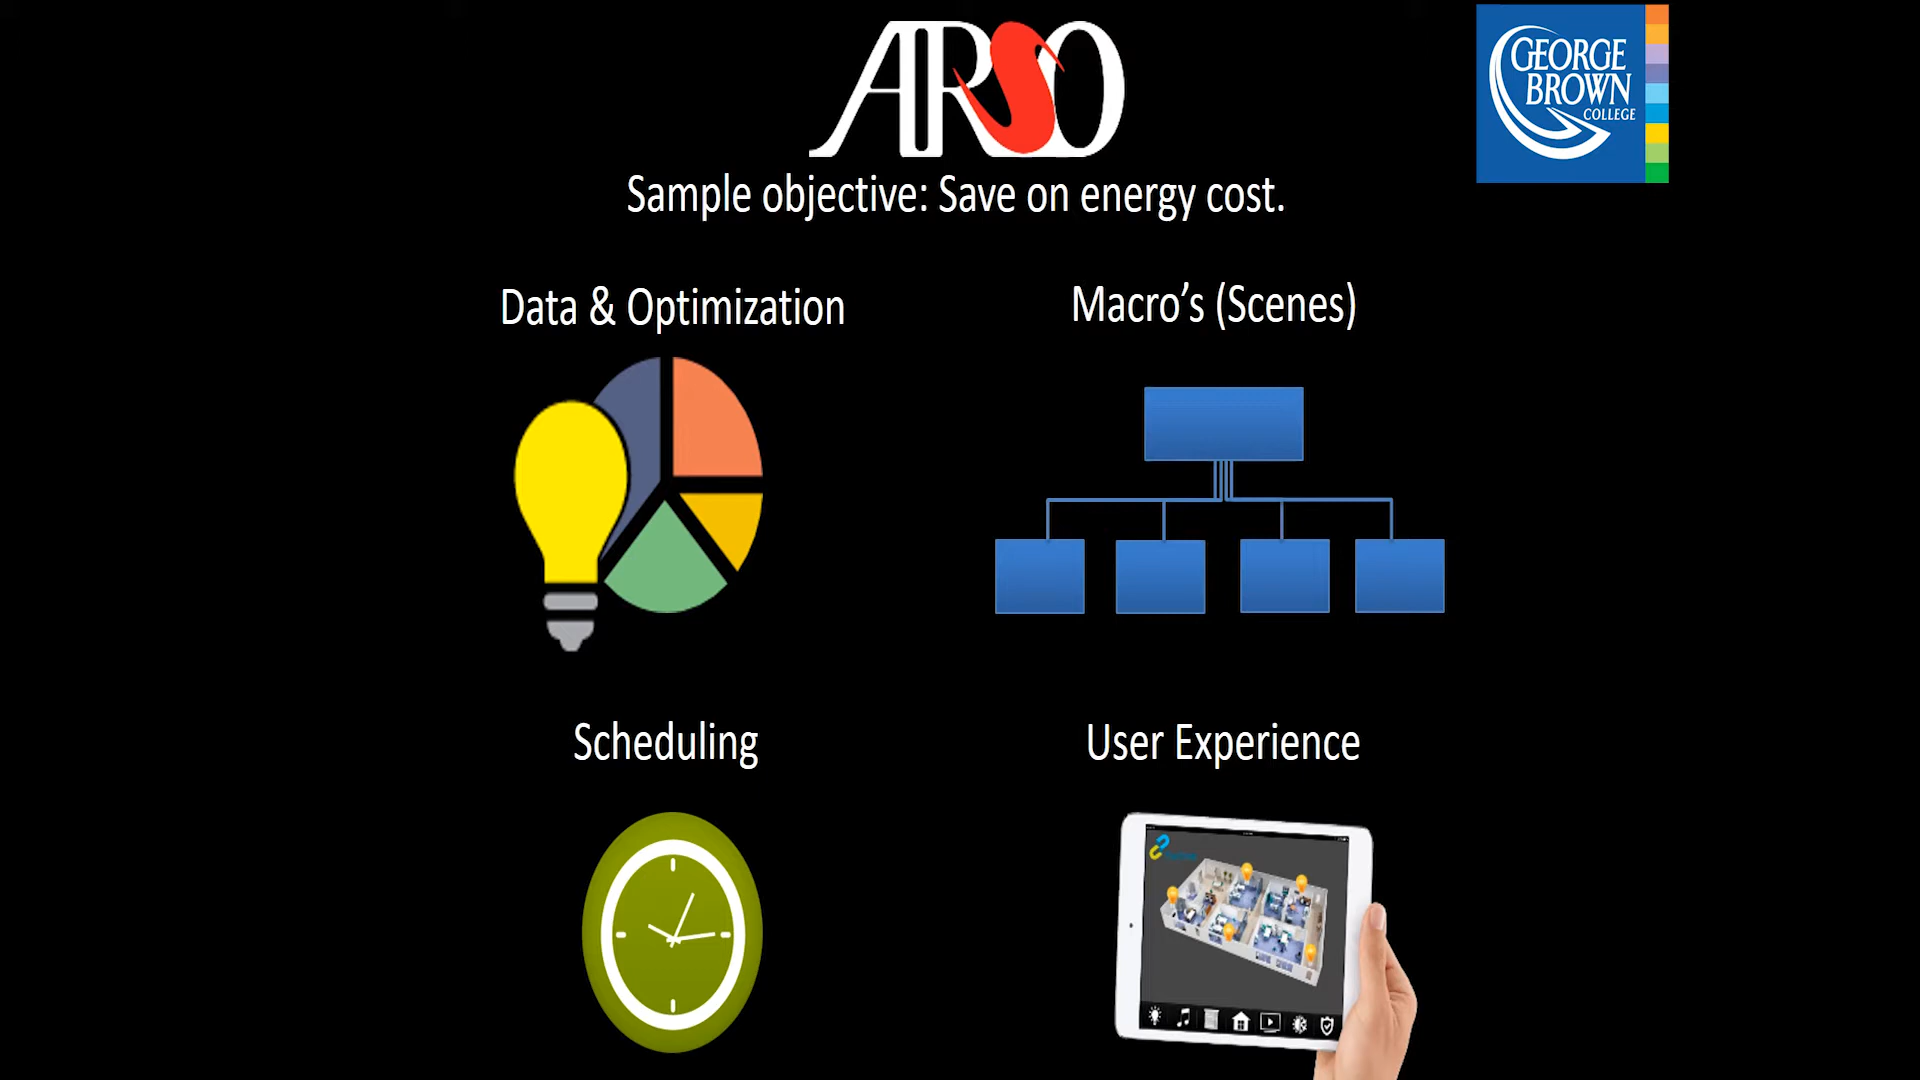 ARSO
GEORGE
BROWN
COLLEGE
Sample objective: Save on energy cost.
Data & Optimization
Macro’s (Scenes)
Scheduling
User Experience